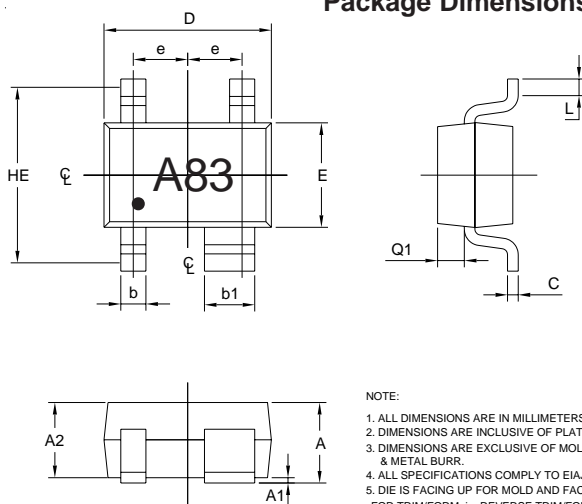 Package Dimensions
D
e e
L
HE
C
L
A83
E
Q1
C
L
b
b1
C
A2
A
A1
NOTE:
1. ALL DIMENSIONS ARE IN MILLIMETERS
2. DIMENSIONS ARE INCLUSIVE OF PLAT
3. DIMENSIONS ARE EXCLUSIVE OF MOL
& METAL BURR.
4. ALL SPECIFICATIONS COMPLY TO EIAJ
5. DIE IS FACING UP FOR MOLD AND FAC